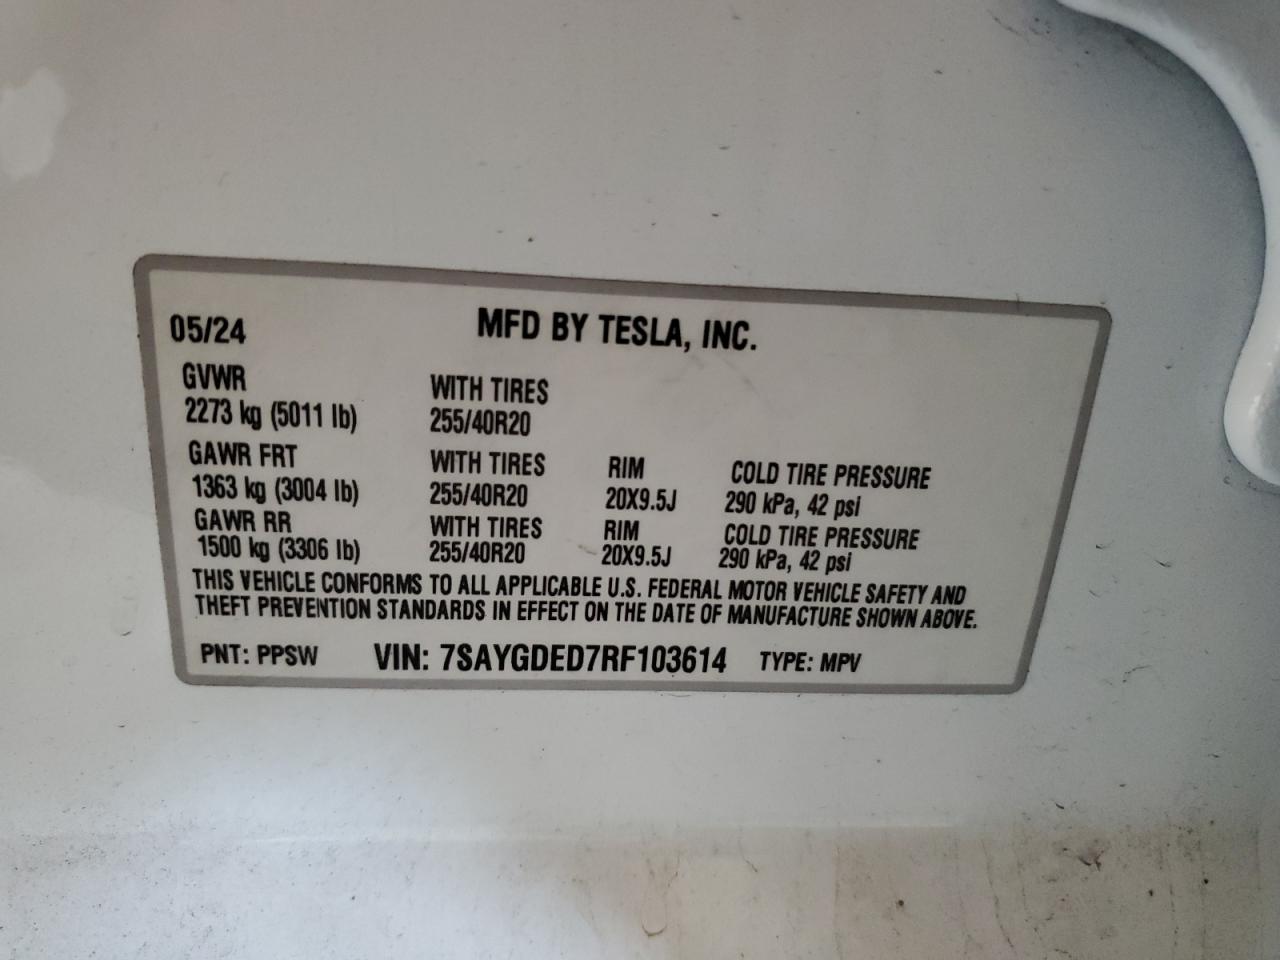 05/24 MFD BY TESLA, INC.
GVWR WITH TIRES
2273 kg (5011 lb) 255/40R20
GAWR FRT WITH TIRES RIM COLD TIRE PRESSURE
1363 kg (3004 lb) 255/40R20 20X9.5J 290 kPa, 42 psi
GAWR RR WITH TIRES RIM COLD TIRE PRESSURE
1500 kg (3306 lb) 255/40R20 20X9.5J 290 kPa, 42 psi
THIS VEHICLE CONFORMS TO ALL APPLICABLE U.S. FEDERAL MOTOR VEHICLE SAFETY AND
THEFT PREVENTION STANDARDS IN EFFECT ON THE DATE OF MANUFACTURE SHOWN ABOVE.
PNT: PPSW VIN: 7SAYGDED7RF103614 TYPE: MPV